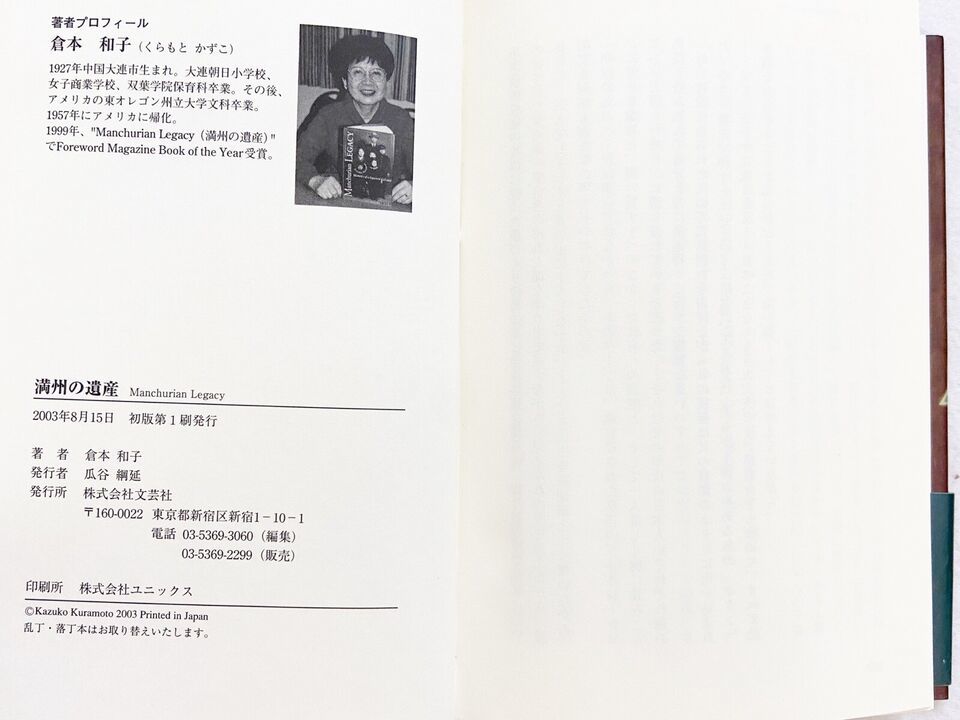 著者プロフィール
倉本 和子（くらもと かずこ）
1927年中国大連市生まれ。大連朝日小学校、
女子商業学校、双葉学院保育科卒業。その後、
アメリカの東オレゴン州立大学文科卒業。
1957年にアメリカに帰化。
1999年、"Manchurian Legacy（満州の遺産）"
でForeword Magazine Book of the Year受賞。
Manchurian LEGACY
満州の遺産 Manchurian Legacy
2003年8月15日 初版第1刷発行
著 者 倉本 和子
発行者 瓜谷 綱延
発行所 株式会社文芸社
〒160-0022 東京都新宿区新宿1－10－1
電話 03-5369-3060（編集）
03-5369-2299（販売）
印刷所 株式会社ユニックス
©Kazuko Kuramoto 2003 Printed in Japan
乱丁・落丁本はお取り替えいたします。